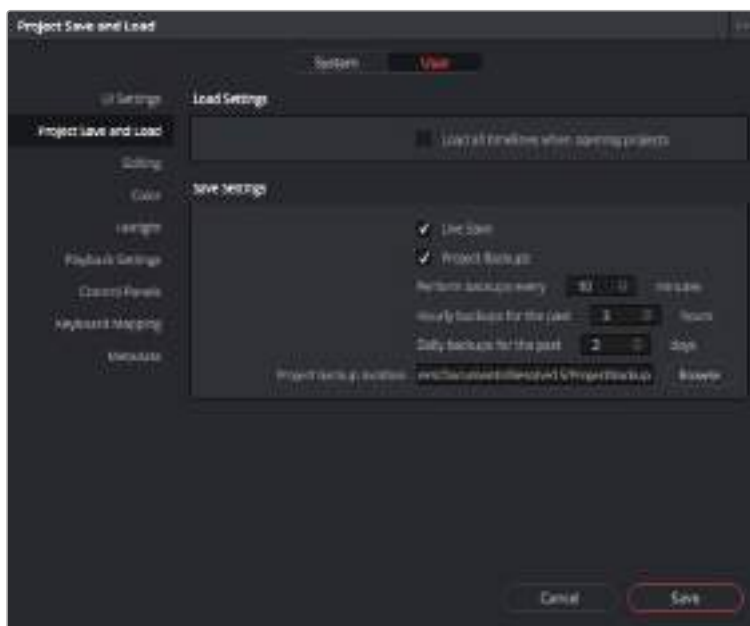 Project Save and Load
System User
UI Settings
Project Save and Load
Editing
Color
Fairlight
Playback Settings
Control Panels
Keyboard Mapping
Metadata
Load Settings
Load all timelines when opening projects
Save Settings
Live Save
Project Backups
Perform backups every 10 minutes
Hourly backups for the past hours
Daily backups for the past 2 days
Project backup location Browse
Cancel Save